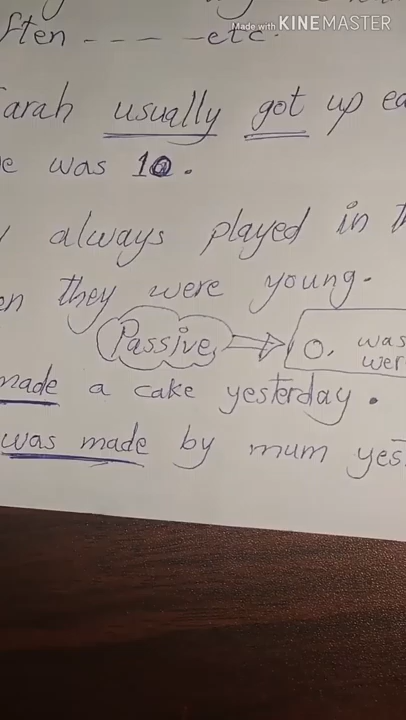 ften - - - - etc.
Made with KINEMASTER
arah usually got up ea
e was 10.
always played in t
en they were young.
Passive O. was
wer
made a cake yesterday.
was made by mum yes